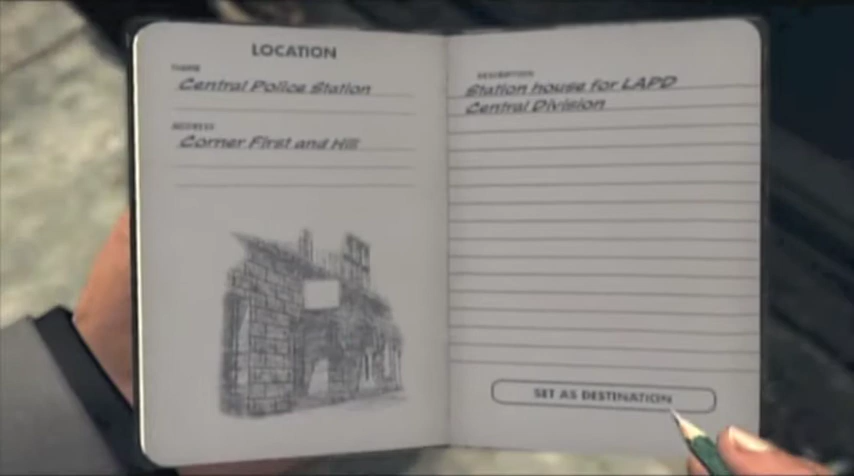 LOCATION
NAME
Central Police Station
ADDRESS
Corner First and Hill
DESCRIPTION
Station house for LAPD
Central Division
SET AS DESTINATION